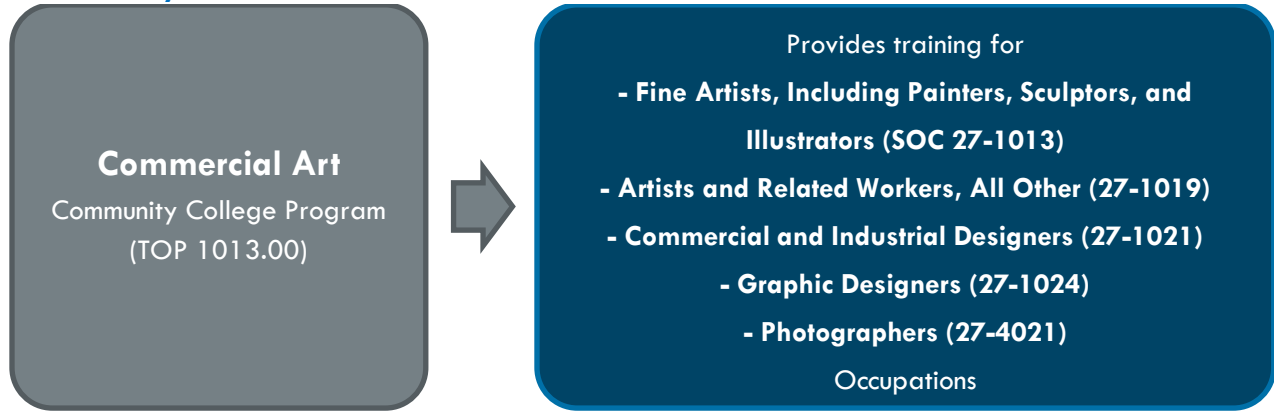 Commercial Art
Community College Program
(TOP 1013.00)
Provides training for
- Fine Artists, Including Painters, Sculptors, and
Illustrators (SOC 27-1013)
- Artists and Related Workers, All Other (27-1019)
- Commercial and Industrial Designers (27-1021)
- Graphic Designers (27-1024)
- Photographers (27-4021)
Occupations